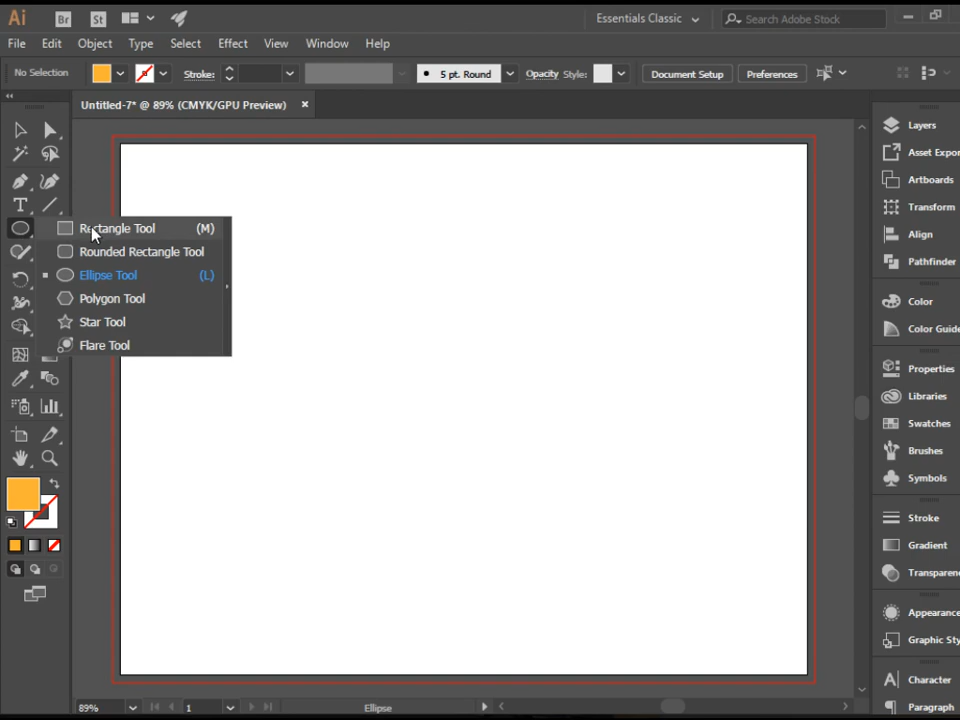 Ai Br St Essentials Classic Search Adobe Stock
File Edit Object Type Select Effect View Window Help
No Selection Stroke: 5 pt. Round Opacity Style: Document Setup Preferences
Untitled-7* @ 89% (CMYK/GPU Preview) ×
Layers
Asset Expor
Artboards
T
Transform
Rectangle Tool (M)
Align
Rounded Rectangle Tool
Pathfinder
Ellipse Tool (L)
Polygon Tool
Color
Star Tool
Color Guide
Flare Tool
Properties
Libraries
Swatches
Brushes
Symbols
Stroke
Gradient
Transparen
Appearance
Graphic Sty
A Character
Paragraph
89% 1 Ellipse